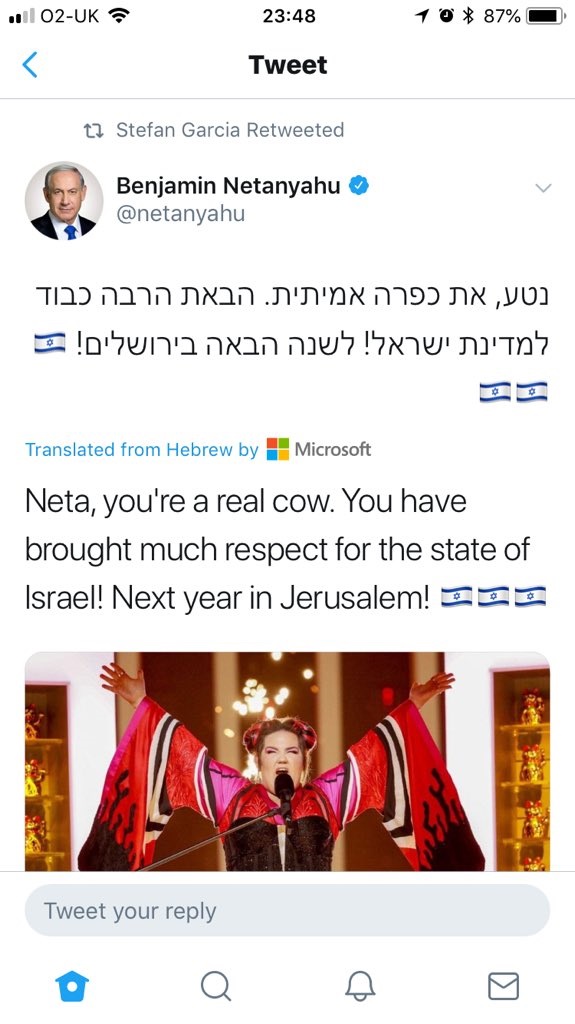 O2-UK 23:48 87%
Tweet
Stefan Garcia Retweeted
Benjamin Netanyahu
@netanyahu
נטע, את כפרה אמיתית. הבאת הרבה כבוד
למדינת ישראל! לשנה הבאה בירושלים! 🇮🇱
🇮🇱🇮🇱
Translated from Hebrew by Microsoft
Neta, you're a real cow. You have
brought much respect for the state of
Israel! Next year in Jerusalem! 🇮🇱🇮🇱🇮🇱
Tweet your reply